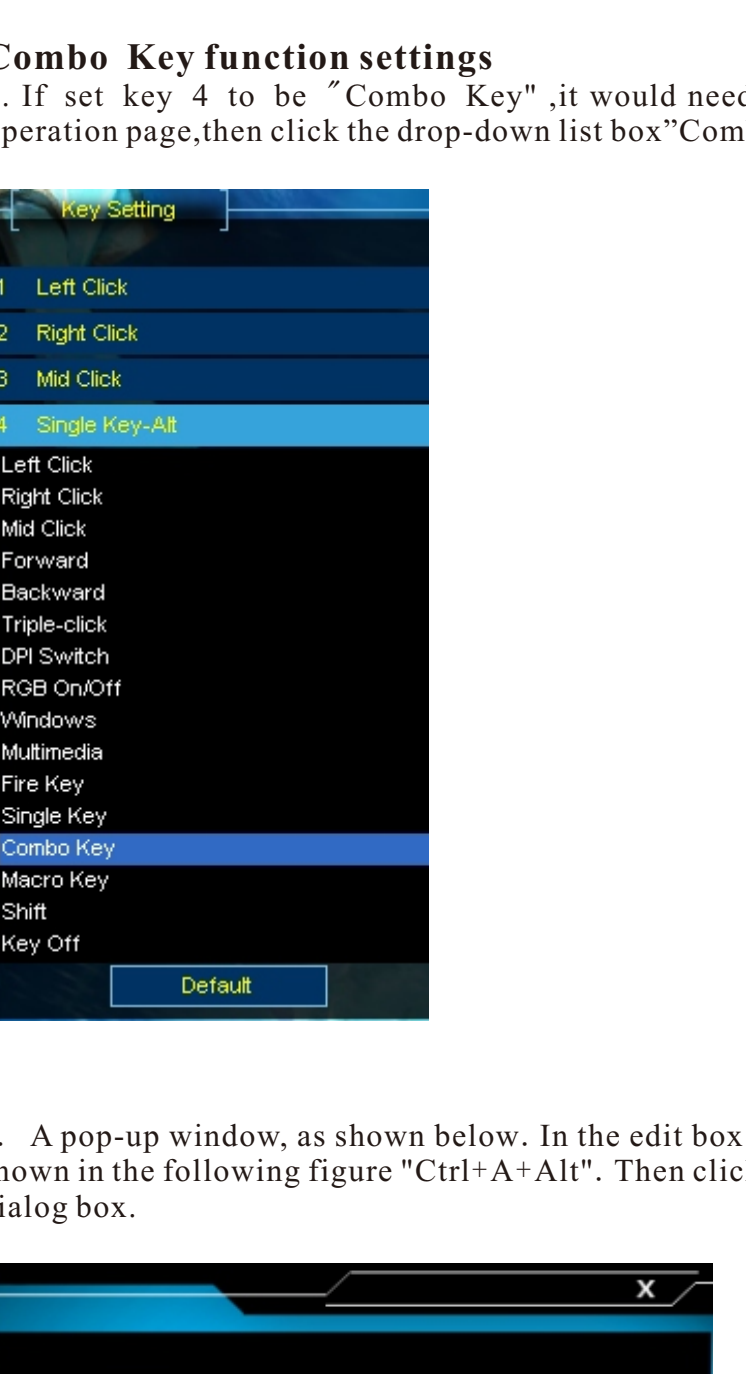 Combo Key function settings
. If set key 4 to be ″Combo Key" ,it would need
peration page,then click the drop-down list box”Com
Key Setting
1 Left Click
2 Right Click
3 Mid Click
4 Single Key-Alt
Left Click
Right Click
Mid Click
Forward
Backward
Triple-click
DPI Switch
RGB On/Off
Windows
Multimedia
Fire Key
Single Key
Combo Key
Macro Key
Shift
Key Off
Default
. A pop-up window, as shown below. In the edit box
hown in the following figure "Ctrl+A+Alt". Then clic
ialog box.
X